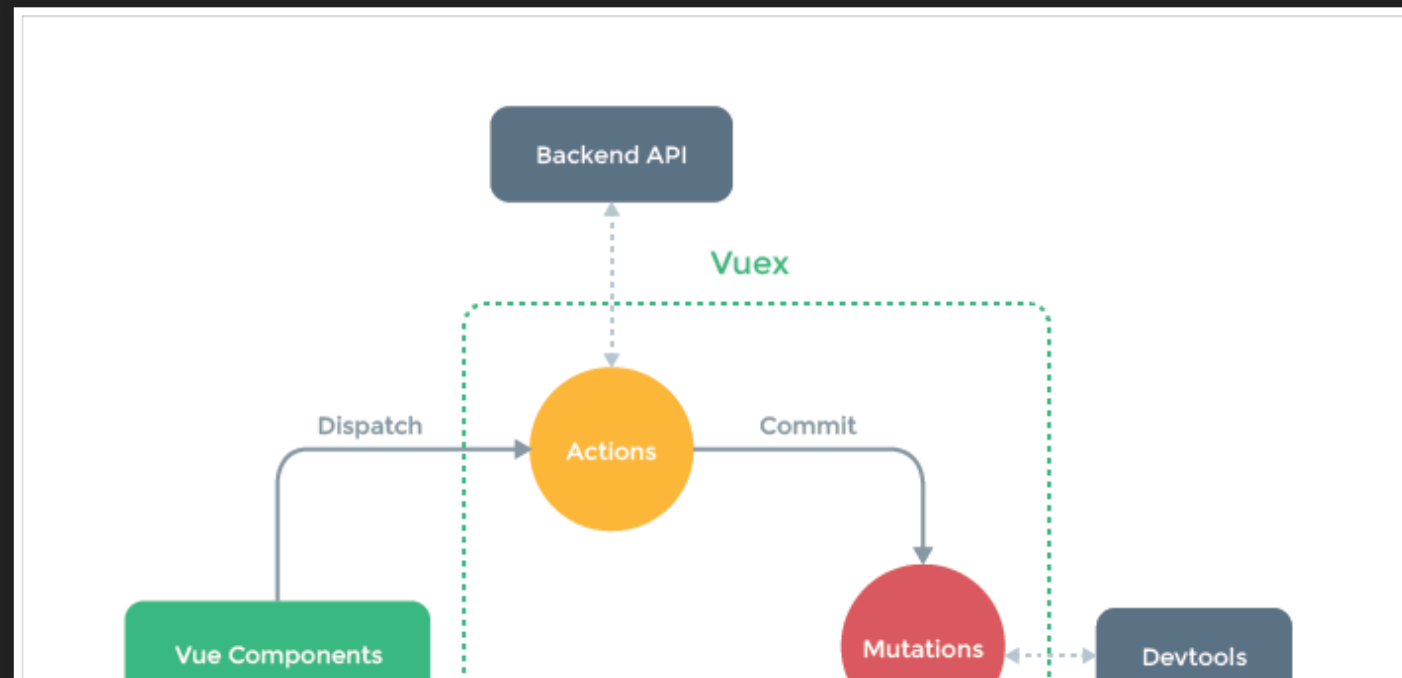 Backend API
Vuex
Dispatch
Actions
Commit
Vue Components
Mutations
Devtools